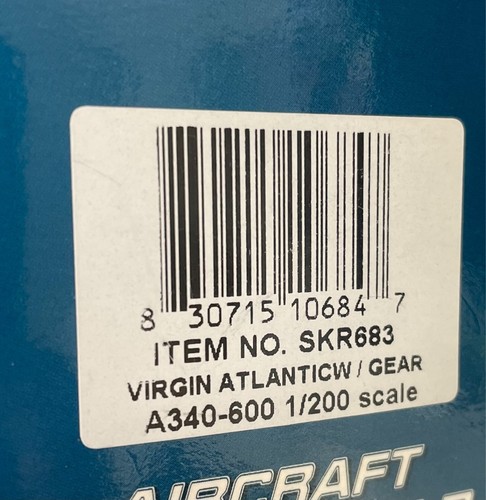 8 30715 10684 7
ITEM NO. SKR683
VIRGIN ATLANTICW / GEAR
A340-600 1/200 scale
AIRCRAFT